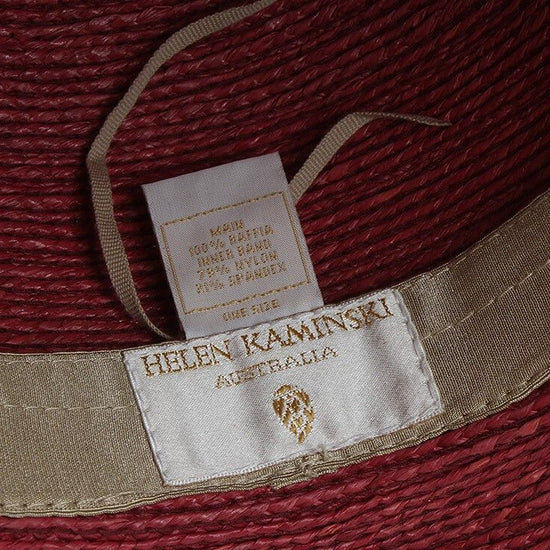 MAIN
100% RAFFIA
INNER BAND
79% NYLON
21% SPANDEX
ONE SIZE
HELEN KAMINSKI
AUSTRALIA